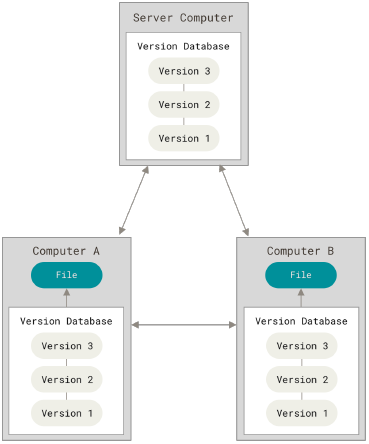 Server Computer
Version Database
Version 3
Version 2
Version 1
Computer A
File
Version Database
Version 3
Version 2
Version 1
Computer B
File
Version Database
Version 3
Version 2
Version 1